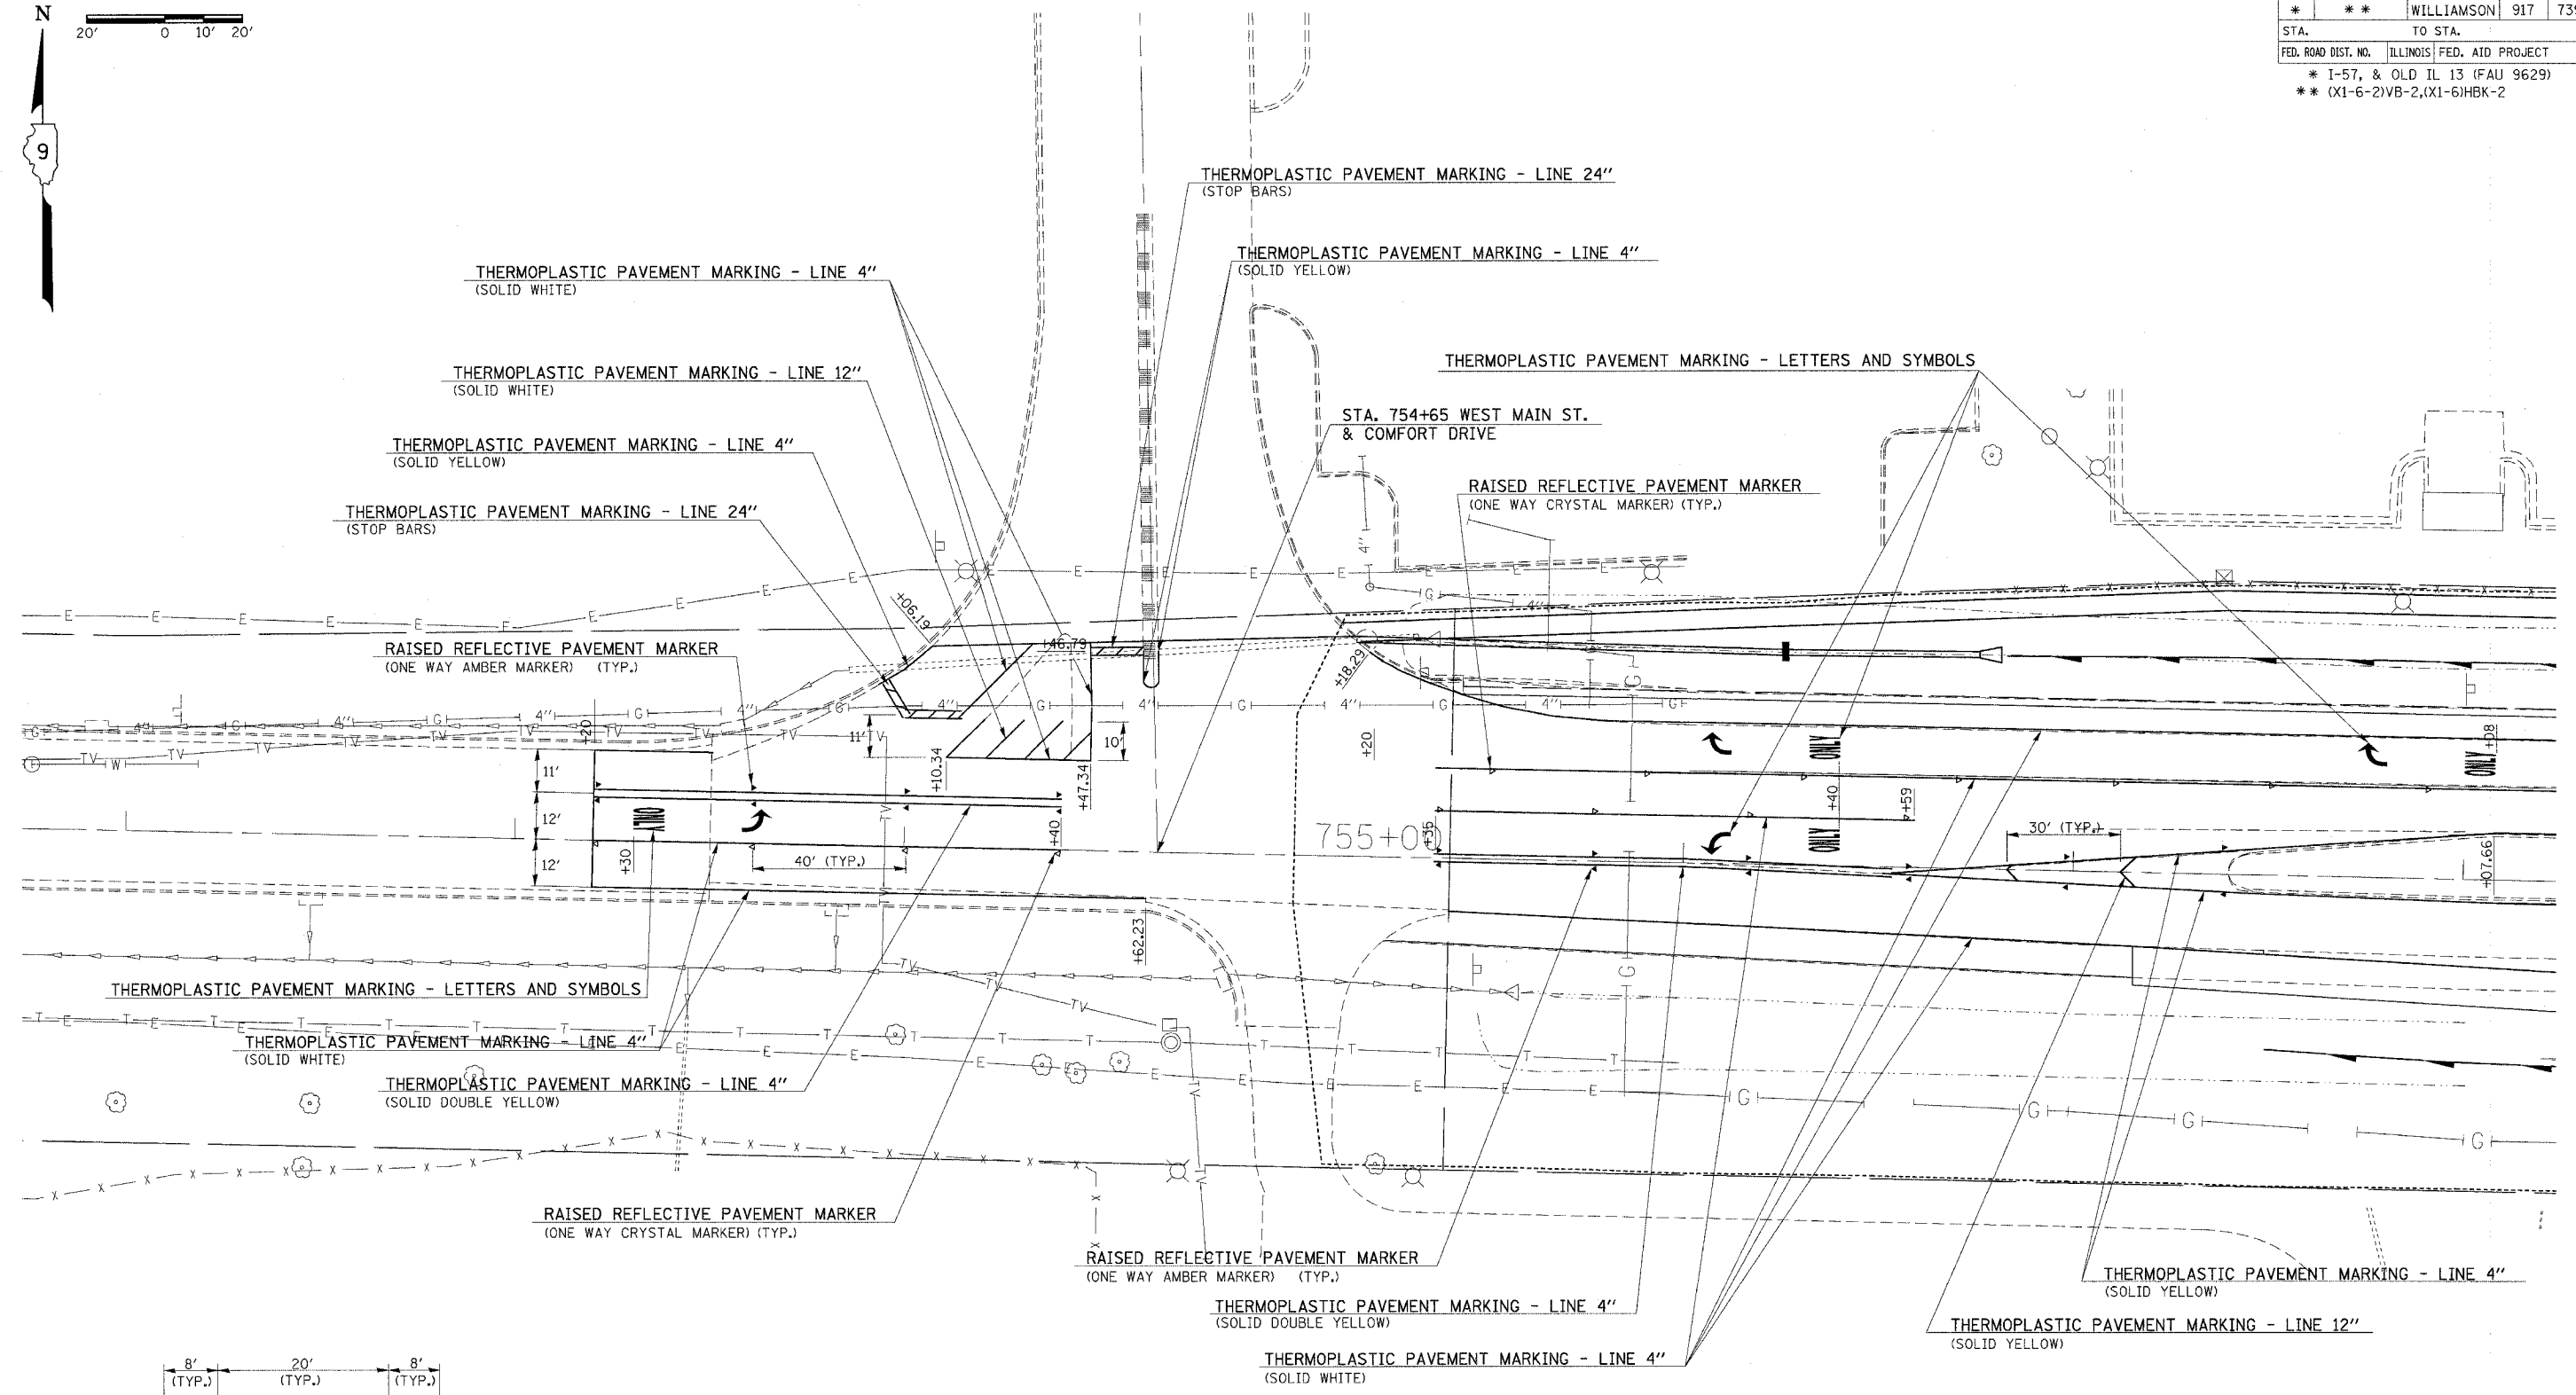 N
20' 0 10' 20'
9
* ** WILLIAMSON 917
STA. TO STA.
FED. ROAD DIST. NO. ILLINOIS FED. AID PROJECT
* I-57, & OLD IL 13 (FAU 9629)
** (X1-6-2)VB-2,(X1-6)HBK-2
THERMOPLASTIC PAVEMENT MARKING - LINE 24"
(STOP BARS)
THERMOPLASTIC PAVEMENT MARKING - LINE 4"
(SOLID YELLOW)
THERMOPLASTIC PAVEMENT MARKING - LINE 4"
(SOLID WHITE)
THERMOPLASTIC PAVEMENT MARKING - LETTERS AND SYMBOLS
THERMOPLASTIC PAVEMENT MARKING - LINE 12"
(SOLID WHITE)
STA. 754+65 WEST MAIN ST.
& COMFORT DRIVE
THERMOPLASTIC PAVEMENT MARKING - LINE 4"
(SOLID YELLOW)
RAISED REFLECTIVE PAVEMENT MARKER
(ONE WAY CRYSTAL MARKER) (TYP.)
THERMOPLASTIC PAVEMENT MARKING - LINE 24"
(STOP BARS)
+06.19
+46.79
RAISED REFLECTIVE PAVEMENT MARKER
(ONE WAY AMBER MARKER) (TYP.)
+18.29
+20
11'
10'
+20
+08
11'
+10.34
+47.34
ONLY
ONLY
12'
ONLY
+40
+40
+59
12'
+30
40' (TYP.)
755+00
+35
ONLY
30' (TYP.)
+07.66
+62.23
THERMOPLASTIC PAVEMENT MARKING - LETTERS AND SYMBOLS
THERMOPLASTIC PAVEMENT MARKING - LINE 4"
(SOLID WHITE)
THERMOPLASTIC PAVEMENT MARKING - LINE 4"
(SOLID DOUBLE YELLOW)
RAISED REFLECTIVE PAVEMENT MARKER
(ONE WAY CRYSTAL MARKER) (TYP.)
RAISED REFLECTIVE PAVEMENT MARKER
(ONE WAY AMBER MARKER) (TYP.)
THERMOPLASTIC PAVEMENT MARKING - LINE 4"
(SOLID YELLOW)
THERMOPLASTIC PAVEMENT MARKING - LINE 4"
(SOLID DOUBLE YELLOW)
THERMOPLASTIC PAVEMENT MARKING - LINE 12"
(SOLID YELLOW)
THERMOPLASTIC PAVEMENT MARKING - LINE 4"
(SOLID WHITE)
8' 20' 8'
(TYP.) (TYP.) (TYP.)